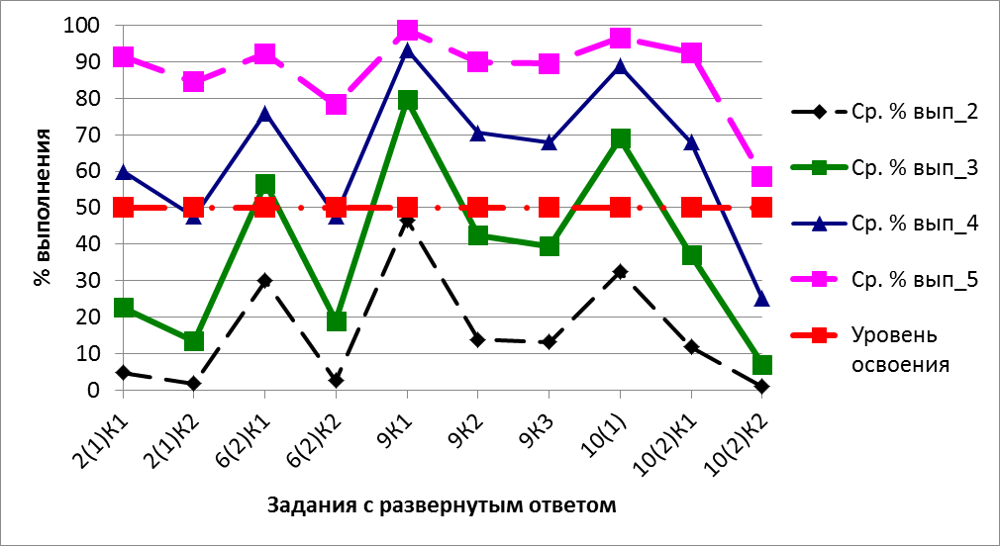 100
90
80
70
60
50
40
30
20
10
0
% выполнения
2(1)К1
2(1)К2
6(2)К1
6(2)К2
9К1
9К2
9К3
10(1)
10(2)К1
10(2)К2
Задания с развернутым ответом
Ср. % вып_2
Ср. % вып_3
Ср. % вып_4
Ср. % вып_5
Уровень
освоения